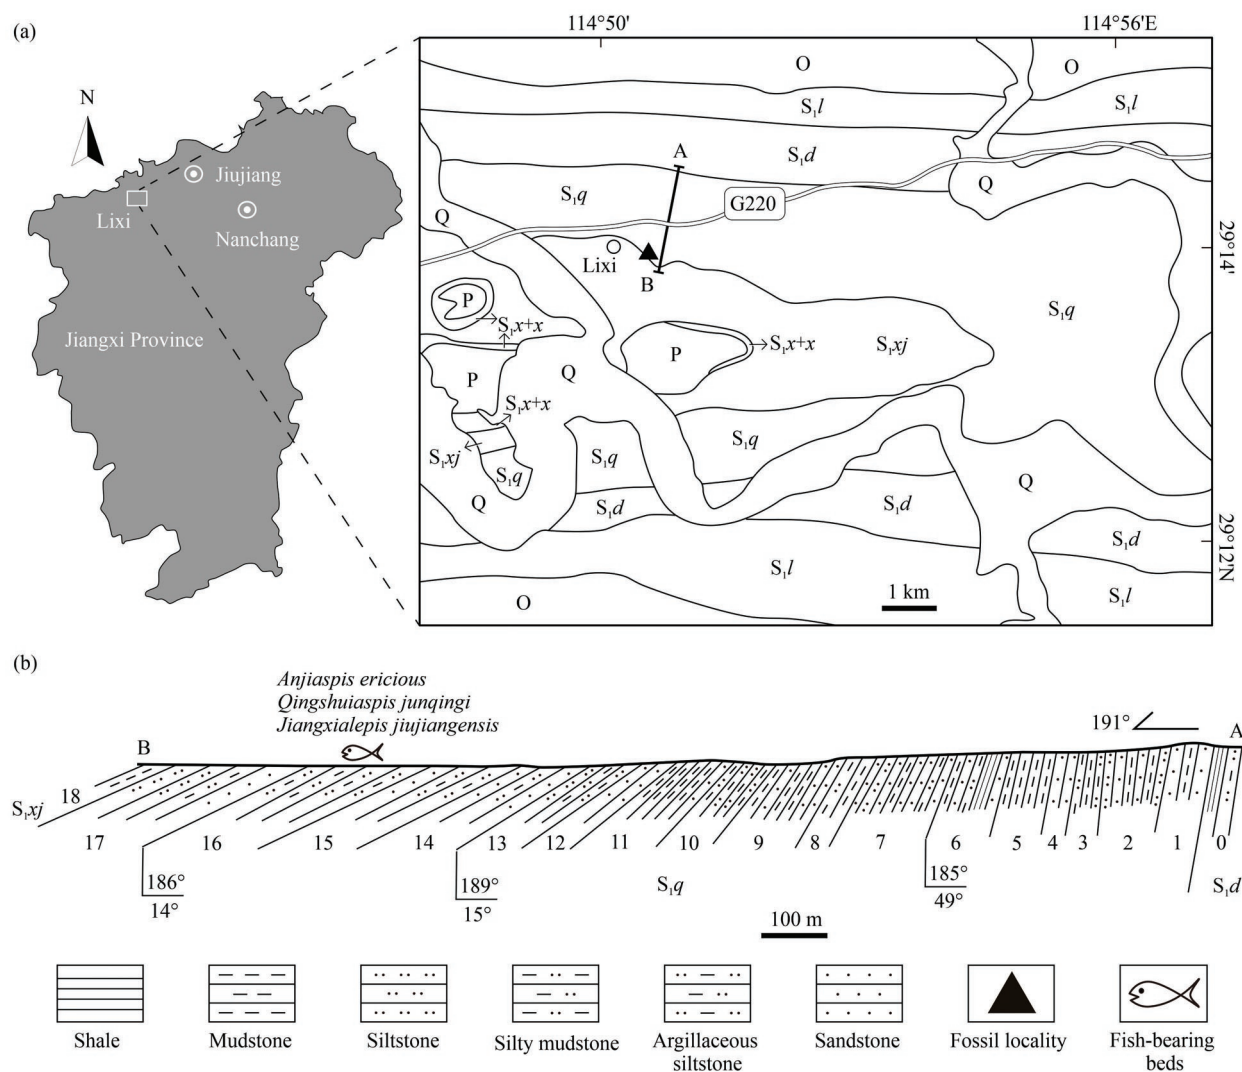 (a)
114°50'
114°56'E
N
Jiujiang
Lixi
Nanchang
Jiangxi Province
O
O
S₁l
S₁l
A
S₁d
S₁q
Q
G220
Q
Lixi
B
29°14'
P
S₁x+x
S₁q
P
S₁x+x
S₁xj
P
Q
S₁x+x
S₁xj
S₁q
S₁q
S₁q
Q
Q
S₁d
S₁d
S₁d
29°12'N
S₁l
S₁l
O
1 km
(b)
Anjiaspis ericious
Qingshuiaspis junqingi
Jiangxialepis jiujiangensis
B
191°
A
S₁xj
18
17
16
15
14
13
12
11
10
9
8
7
6
5
4
3
2
1
0
186°
14°
189°
15°
S₁q
185°
49°
S₁d
100 m
Shale
Mudstone
Siltstone
Silty mudstone
Argillaceous
siltstone
Sandstone
Fossil locality
Fish-bearing
beds